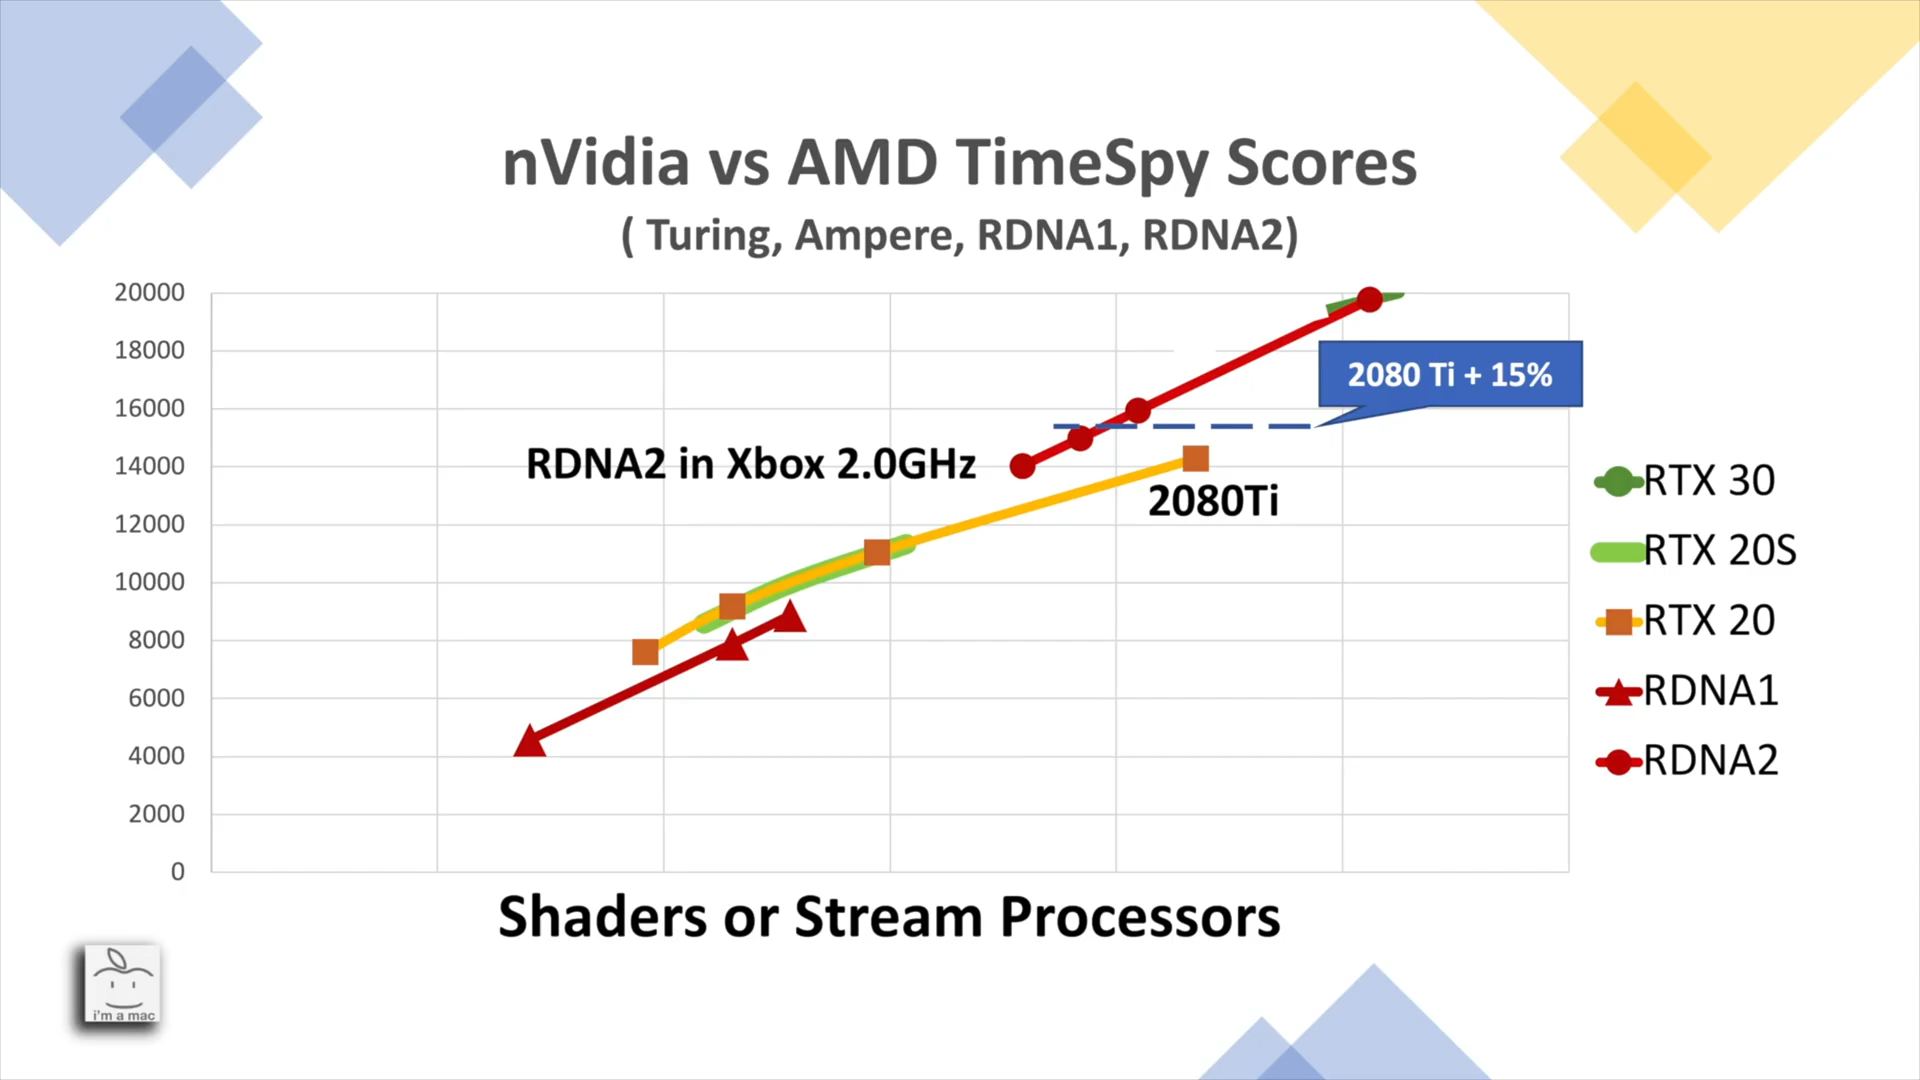 nVidia vs AMD TimeSpy Scores
( Turing, Ampere, RDNA1, RDNA2)
20000
18000
16000
14000
12000
10000
8000
6000
4000
2000
0
2080 Ti + 15%
RDNA2 in Xbox 2.0GHz
2080Ti
RTX 30
RTX 20S
RTX 20
RDNA1
RDNA2
Shaders or Stream Processors
i'm a mac